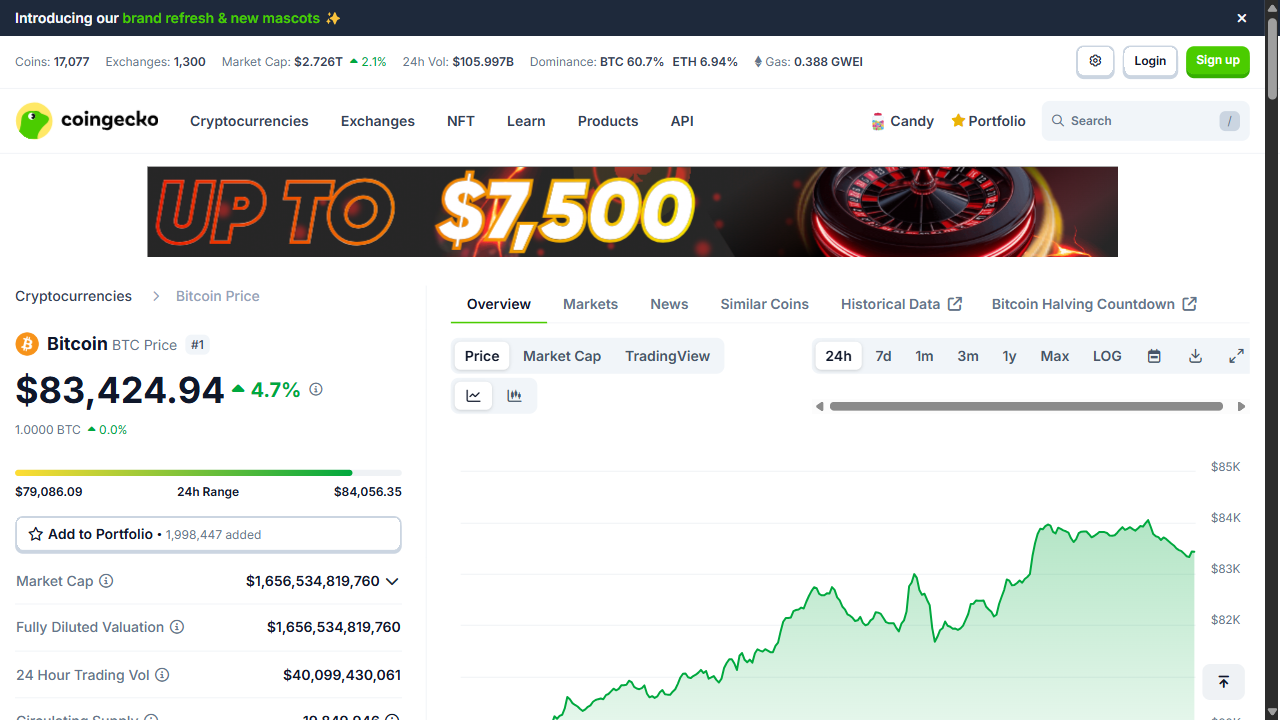 Introducing our brand refresh & new mascots ✨
Coins: 17,077 Exchanges: 1,300 Market Cap: $2.726T 2.1% 24h Vol: $105.997B Dominance: BTC 60.7% ETH 6.94% Gas: 0.388 GWEI
Login
Sign up
coingecko
Cryptocurrencies Exchanges NFT Learn Products API
Candy Portfolio Search /
UP TO $7,500
Cryptocurrencies Bitcoin Price
Overview Markets News Similar Coins Historical Data Bitcoin Halving Countdown
Bitcoin BTC Price #1
Price Market Cap TradingView
24h 7d 1m 3m 1y Max LOG
$83,424.94 4.7%
1.0000 BTC 0.0%
$79,086.09 24h Range $84,056.35
Add to Portfolio • 1,998,447 added
Market Cap $1,656,534,819,760
Fully Diluted Valuation $1,656,534,819,760
24 Hour Trading Vol $40,099,430,061
Circulating Supply 19,849,946
$85K
$84K
$83K
$82K